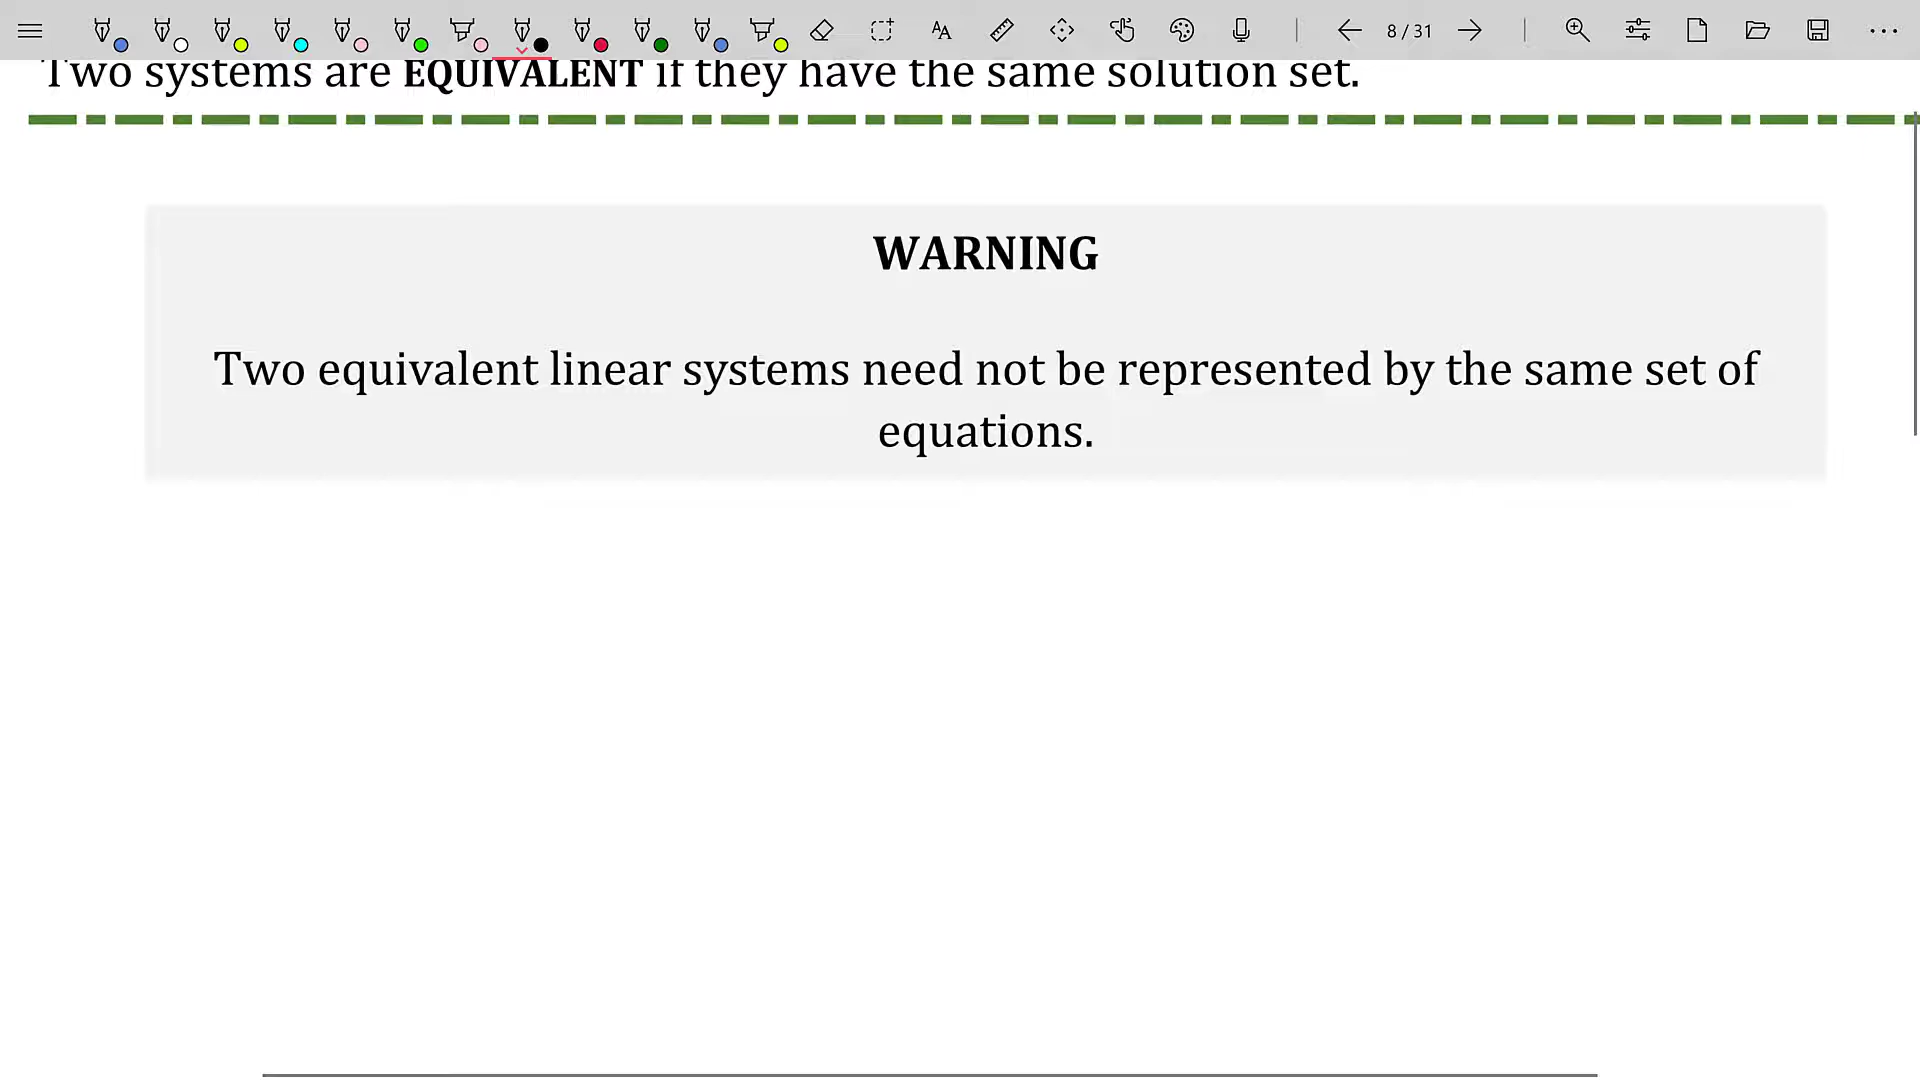 8 / 31
Two systems are EQUIVALENT if they have the same solution set.
WARNING
Two equivalent linear systems need not be represented by the same set of
equations.